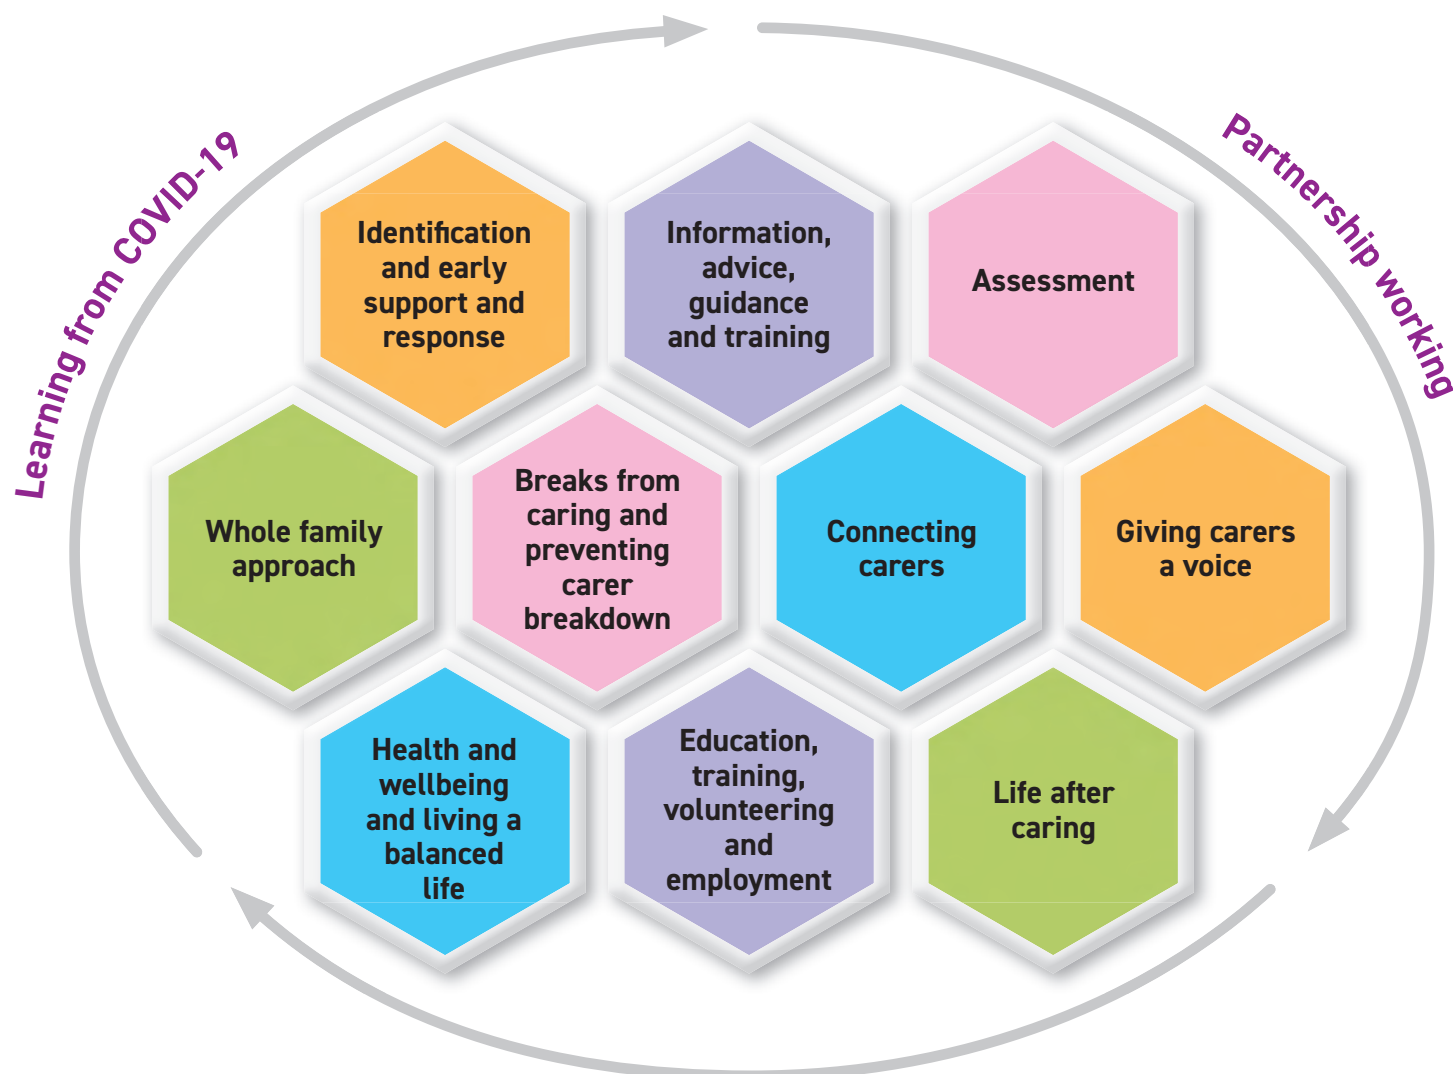 Learning from COVID-19
Partnership working
Identification
and early
support and
response
Information,
advice,
guidance
and training
Assessment
Whole family
approach
Breaks from
caring and
preventing
carer
breakdown
Connecting
carers
Giving carers
a voice
Health and
wellbeing
and living a
balanced
life
Education,
training,
volunteering
and
employment
Life after
caring